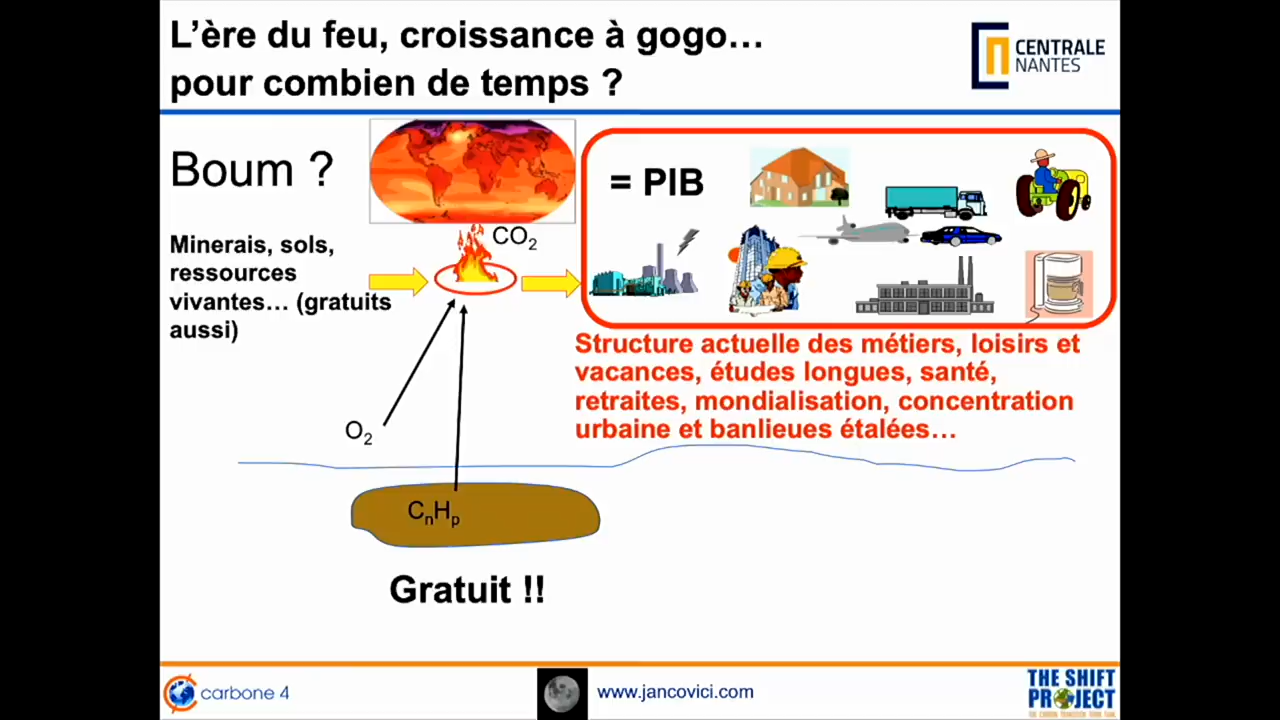 L'ère du feu, croissance à gogo…
pour combien de temps ?
CENTRALE
NANTES
Boum ?
= PIB
CO₂
Minerais, sols,
ressources
vivantes… (gratuits
aussi)
Structure actuelle des métiers, loisirs et
vacances, études longues, santé,
retraites, mondialisation, concentration
urbaine et banlieues étalées…
O₂
CₙHₚ
Gratuit !!
carbone 4
www.jancovici.com
THE SHIFT
PROJECT